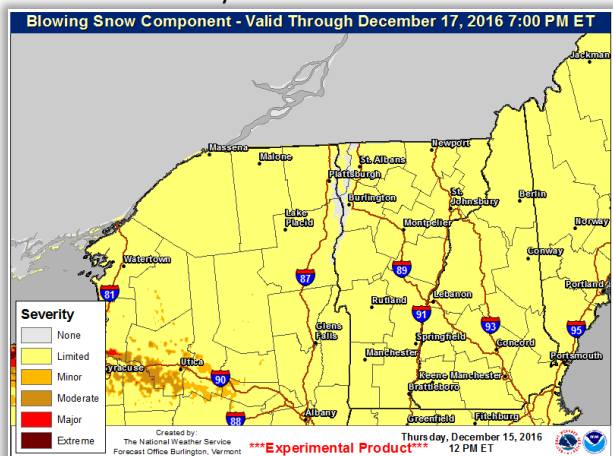 Blowing Snow Component - Valid Through December 17, 2016 7:00 PM ET
Jackman
Massena
Malone
Newport
St. Albans
Plattsburgh
Burlington
St. Johnsbury
Berlin
Lake Placid
Montpelier
Norway
Watertown
Conway
87
89
Portland
81
Rutland
Lebanon
91
93
95
Glens Falls
Springfield
Concord
Manchester
Portsmouth
Syracuse
Utica
90
Keene
Manchester
Brattleboro
88
Albany
Greenfield
Fitchburg
Severity
None
Limited
Minor
Moderate
Major
Extreme
Created by:
The National Weather Service
Forecast Office Burlington, Vermont
***Experimental Product***
Thursday, December 15, 2016
12 PM ET